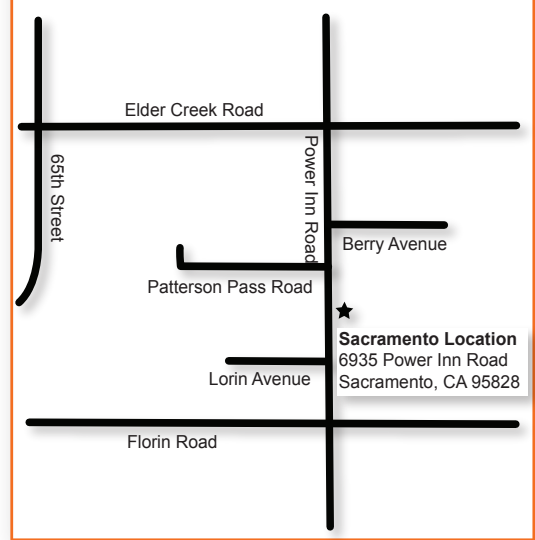 Elder Creek Road
65th Street
Power Inn Road
Berry Avenue
Patterson Pass Road
Sacramento Location
6935 Power Inn Road
Sacramento, CA 95828
Lorin Avenue
Florin Road